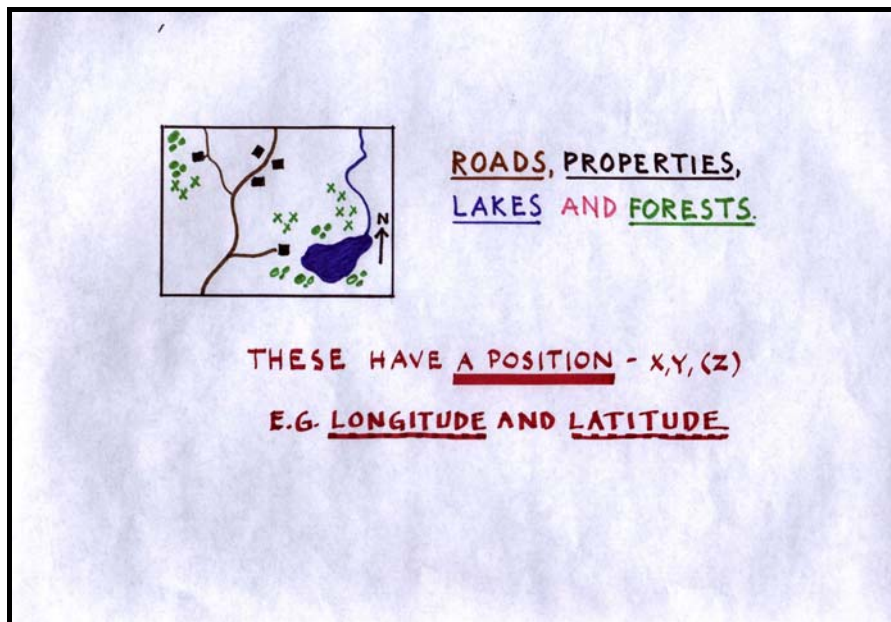 N
ROADS, PROPERTIES,
LAKES AND FORESTS.
THESE HAVE A POSITION - X,Y, (Z)
E.G. LONGITUDE AND LATITUDE